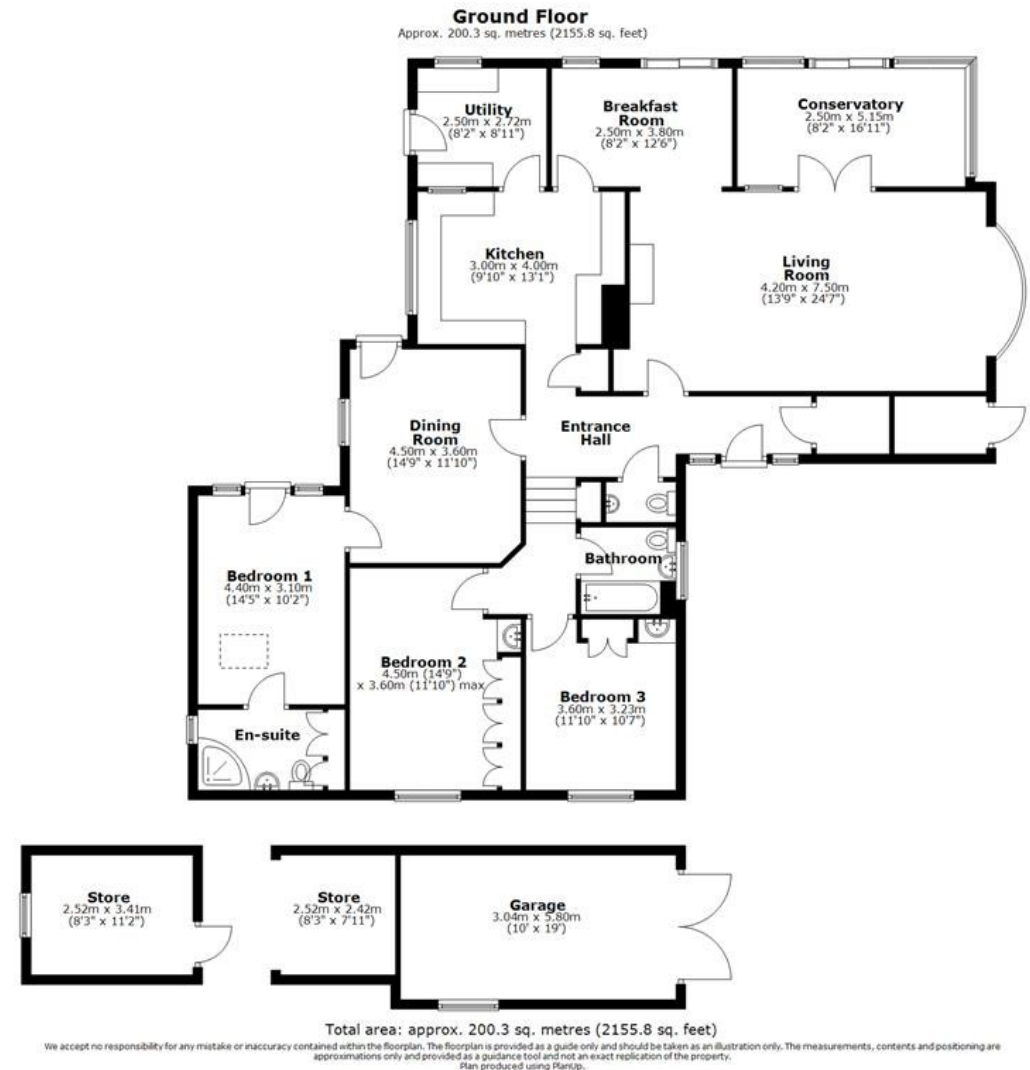 Ground Floor
Approx. 200.3 sq. metres (2155.8 sq. feet)
Utility
2.50m x 2.72m
(8'2" x 8'11")
Breakfast
Room
2.50m x 3.80m
(8'2" x 12'6")
Conservatory
2.50m x 5.15m
(8'2" x 16'11")
Kitchen
3.00m x 4.00m
(9'10" x 13'1")
Living
Room
4.20m x 7.50m
(13'9" x 24'7")
Dining
Room
4.50m x 3.60m
(14'9" x 11'10")
Entrance
Hall
Bathroom
Bedroom 1
4.40m x 3.10m
(14'5" x 10'2")
Bedroom 2
4.50m (14'9")
x 3.60m (11'10") max
Bedroom 3
3.60m x 3.23m
(11'10" x 10'7")
En-suite
Store
2.52m x 3.41m
(8'3" x 11'2")
Store
2.52m x 2.42m
(8'3" x 7'11")
Garage
3.04m x 5.80m
(10' x 19')
Total area: approx. 200.3 sq. metres (2155.8 sq. feet)
We accept no responsibility for any mistake or inaccuracy contained within the floorplan. The floorplan is provided as a guide only and should be taken as an illustration only. The measurements, contents and positioning are
approximations only and provided as a guidance tool and not an exact replication of the property.
Plan produced using PlanUp.